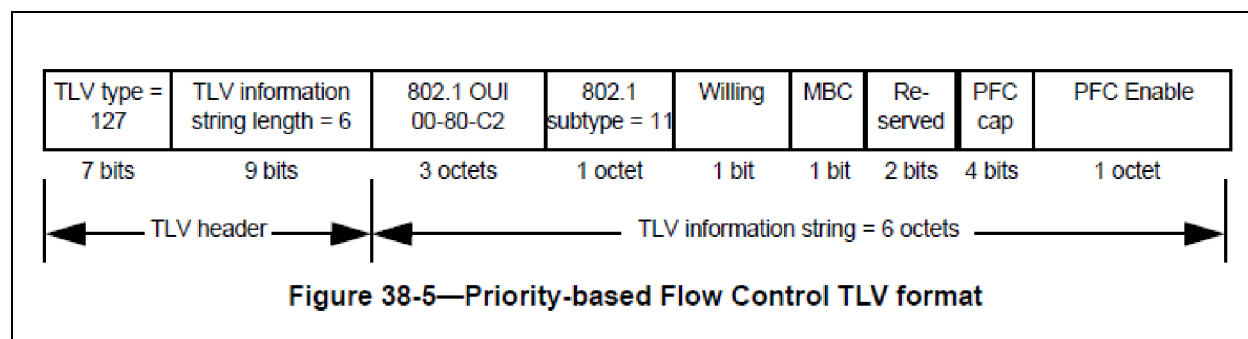 TLV type = 127
TLV information string length = 6
802.1 OUI 00-80-C2
802.1 subtype = 11
Willing
MBC
Re-served
PFC cap
PFC Enable
7 bits
9 bits
3 octets
1 octet
1 bit
1 bit
2 bits
4 bits
1 octet
TLV header
TLV information string = 6 octets
Figure 38-5—Priority-based Flow Control TLV format